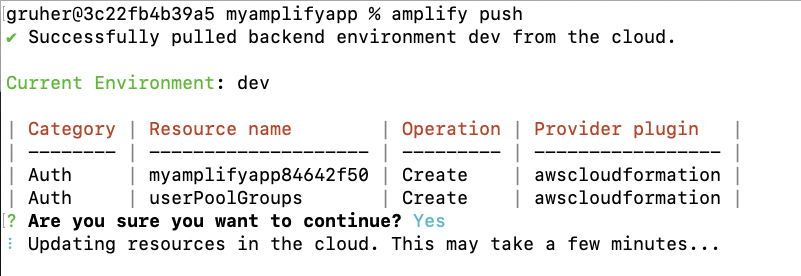 [gruher@3c22fb4b39a5 myamplifyapp % amplify push
✔ Successfully pulled backend environment dev from the cloud.
Current Environment: dev
| Category | Resource name | Operation | Provider plugin |
| -------- | -------------------- | --------- | ----------------- |
| Auth | myamplifyapp84642f50 | Create | awscloudformation |
| Auth | userPoolGroups | Create | awscloudformation |
[? Are you sure you want to continue? Yes
⠸ Updating resources in the cloud. This may take a few minutes...